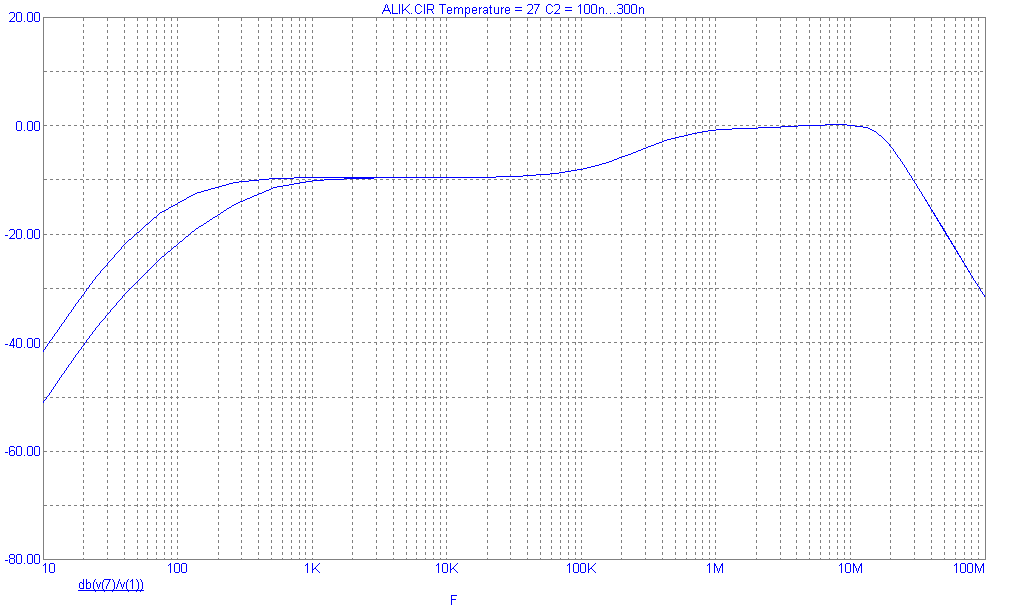 ALIK.CIR Temperature = 27 C2 = 100n...300n
20.00
0.00
-20.00
-40.00
-60.00
-80.00
10 100 1K 10K 100K 1M 10M 100M
db(v(7)/v(1))
F